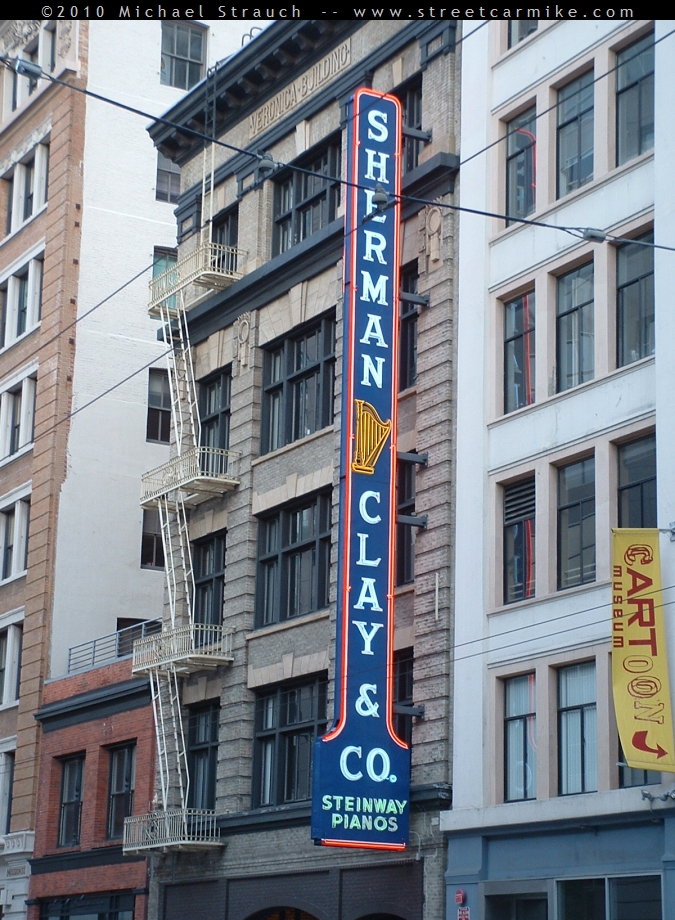 ©2010 Michael Strauch -- www.streetcarmike.com
VERONICA BUILDING
SHERMAN CLAY & CO.
STEINWAY
PIANOS
CARTOON
museum